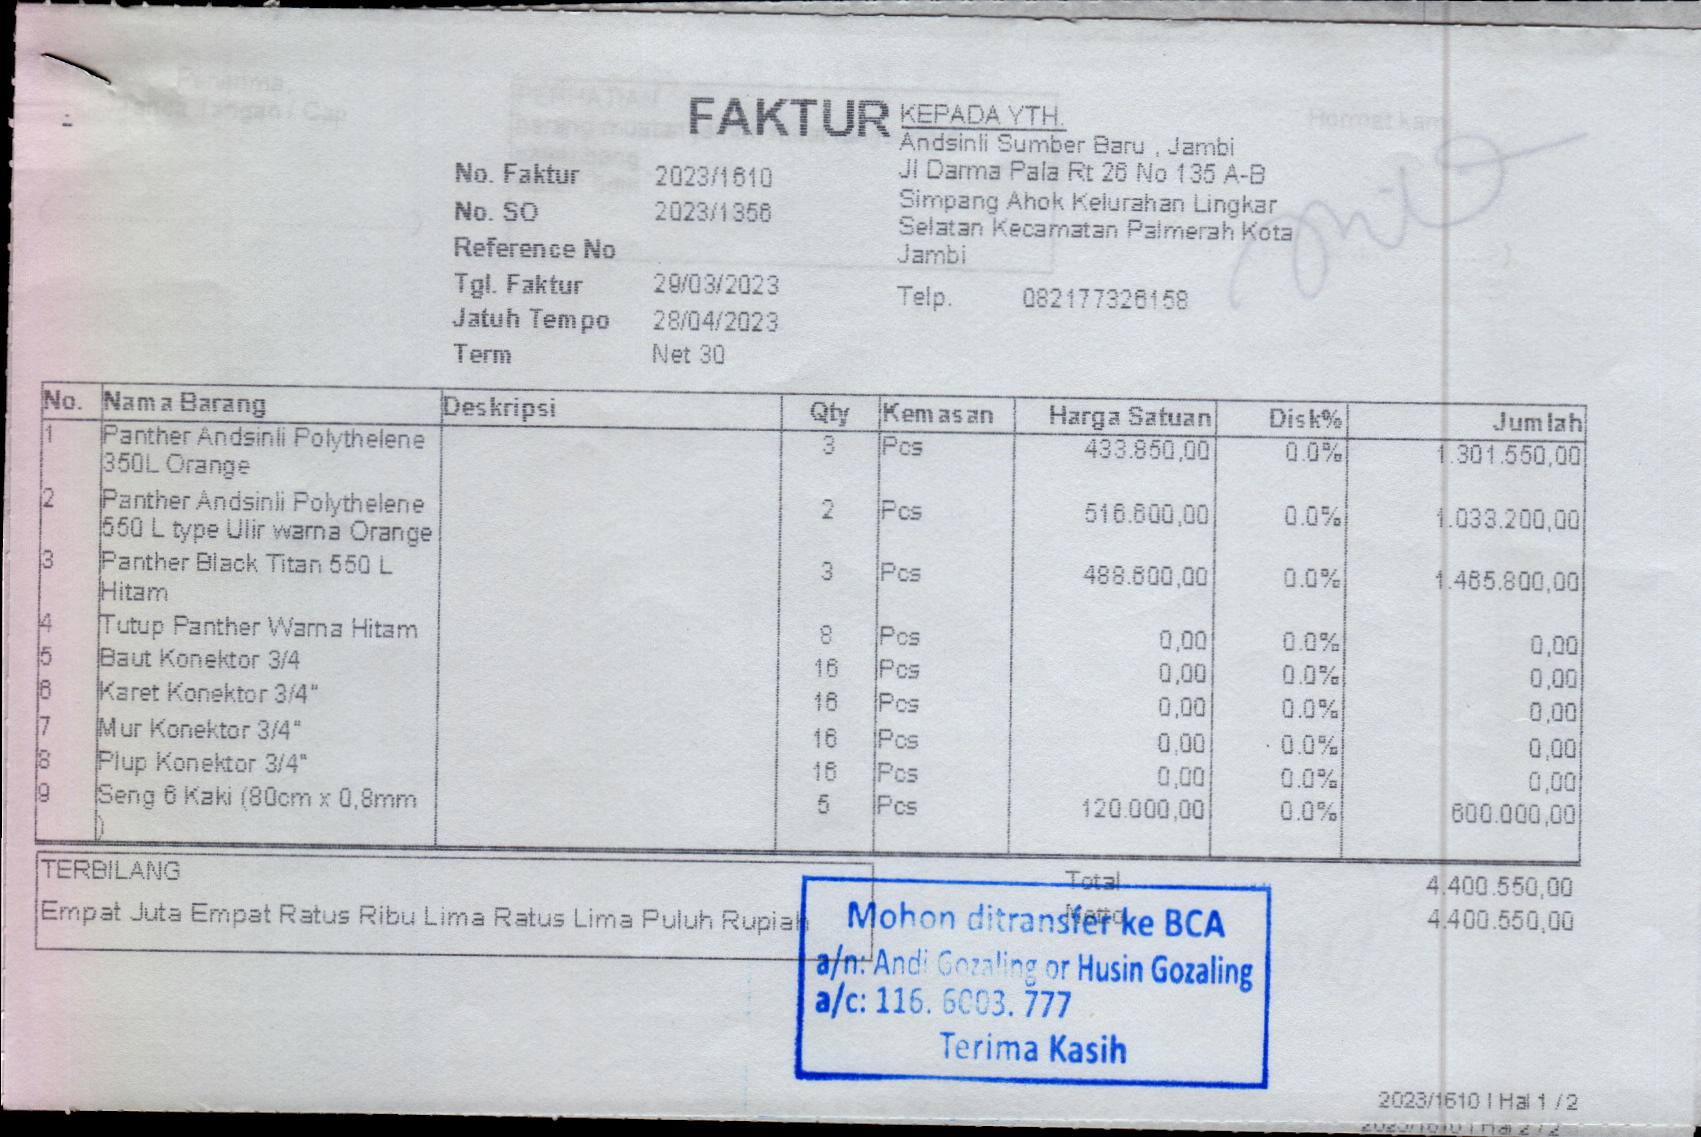 FAKTUR
No. Faktur 2023/1610
No. SO 2023/1356
Reference No
Tgl. Faktur 29/03/2023
Jatuh Tempo 28/04/2023
Term Net 30
KEPADA YTH.
Andsinli Sumber Baru , Jambi
Jl Darma Pala Rt 26 No 135 A-B
Simpang Ahok Kelurahan Lingkar
Selatan Kecamatan Palmerah Kota
Jambi
Telp. 082177326158
No. Nama Barang Deskripsi Qty Kemasan Harga Satuan Disk% Jumlah
1 Panther Andsinli Polythelene 3 Pcs 433.850,00 0.0% 1.301.550,00
350L Orange
2 Panther Andsinli Polythelene 2 Pcs 516.600,00 0.0% 1.033.200,00
550 L type Ulir warna Orange
3 Panther Black Titan 550 L 3 Pcs 488.600,00 0.0% 1.465.800,00
Hitam
4 Tutup Panther Warna Hitam 8 Pcs 0,00 0.0% 0,00
5 Baut Konektor 3/4 16 Pcs 0,00 0.0% 0,00
6 Karet Konektor 3/4" 16 Pcs 0,00 0.0% 0,00
7 Mur Konektor 3/4" 16 Pcs 0,00 0.0% 0,00
8 Plup Konektor 3/4" 16 Pcs 0,00 0.0% 0,00
9 Seng 6 Kaki (80cm x 0,8mm 5 Pcs 120.000,00 0.0% 600.000,00
)
TERBILANG
Empat Juta Empat Ratus Ribu Lima Ratus Lima Puluh Rupiah
Total 4.400.550,00
Netto 4.400.550,00
Mohon ditransfer ke BCA
a/n: Andi Gozaling or Husin Gozaling
a/c: 116. 6003. 777
Terima Kasih
2023/1610 | Hal 1 / 2
2023/1610 | Hal 2 / 2